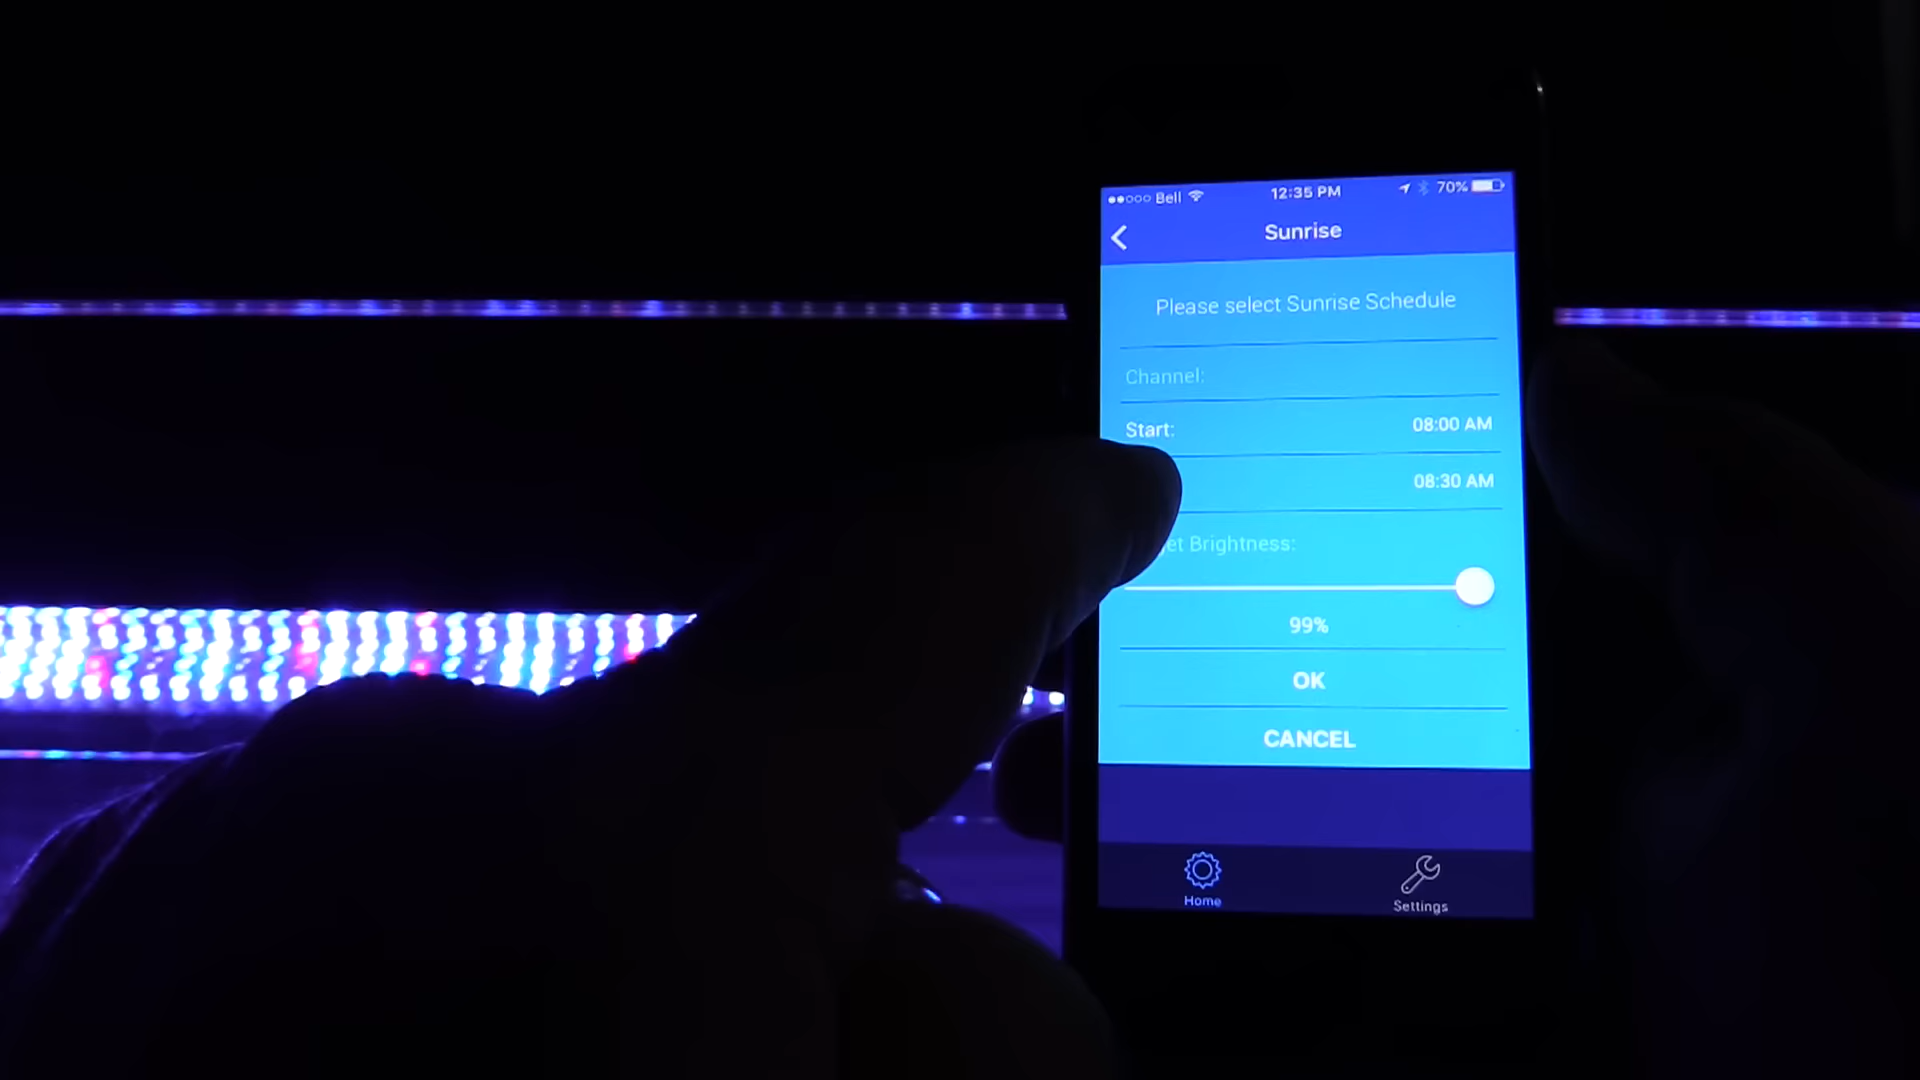 Bell 12:35 PM 70%
Sunrise
Please select Sunrise Schedule
Channel:
Start: 08:00 AM
08:30 AM
Brightness:
99%
OK
CANCEL
Home Settings